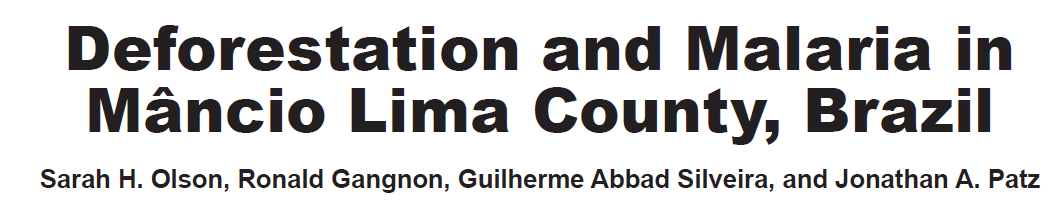 Deforestation and Malaria in
Mâncio Lima County, Brazil
Sarah H. Olson, Ronald Gangnon, Guilherme Abbad Silveira, and Jonathan A. Patz